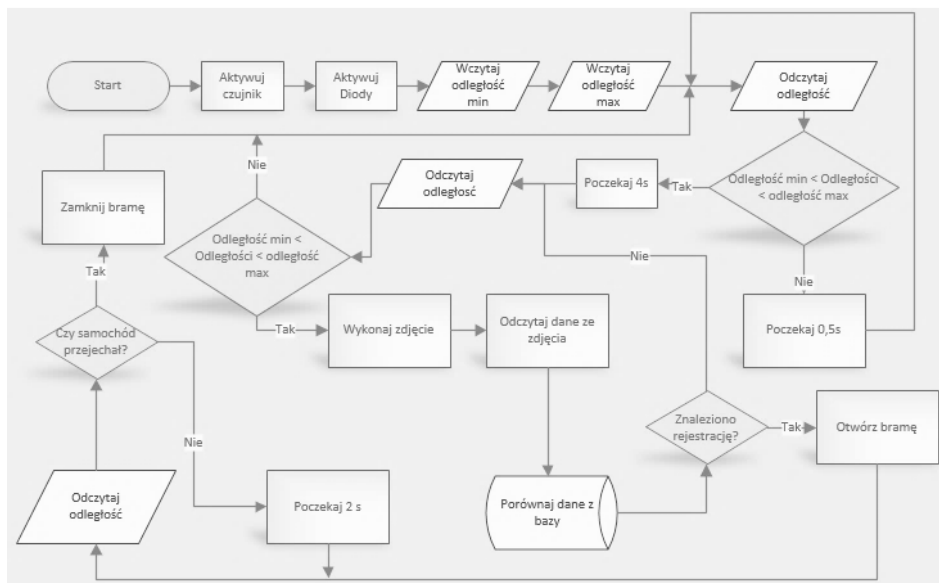 Start
Aktywuj
czujnik
Aktywuj
Diody
Wczytaj
odległość
min
Wczytaj
odległość
max
Odczytaj
odległość
Nie
Odczytaj
odległosć
Poczekaj 4s
Tak
Odległość min < Odległości
< odległość max
Zamknij bramę
Odległość min <
Odległości < odległość
max
Nie
Tak
Nie
Czy samochód
przejechał?
Tak
Wykonaj zdjęcie
Odczytaj dane ze
zdjęcia
Poczekaj 0,5s
Znaleziono
rejestrację?
Tak
Otwórz bramę
Nie
Odczytaj
odległość
Poczekaj 2 s
Porównaj dane z
bazy